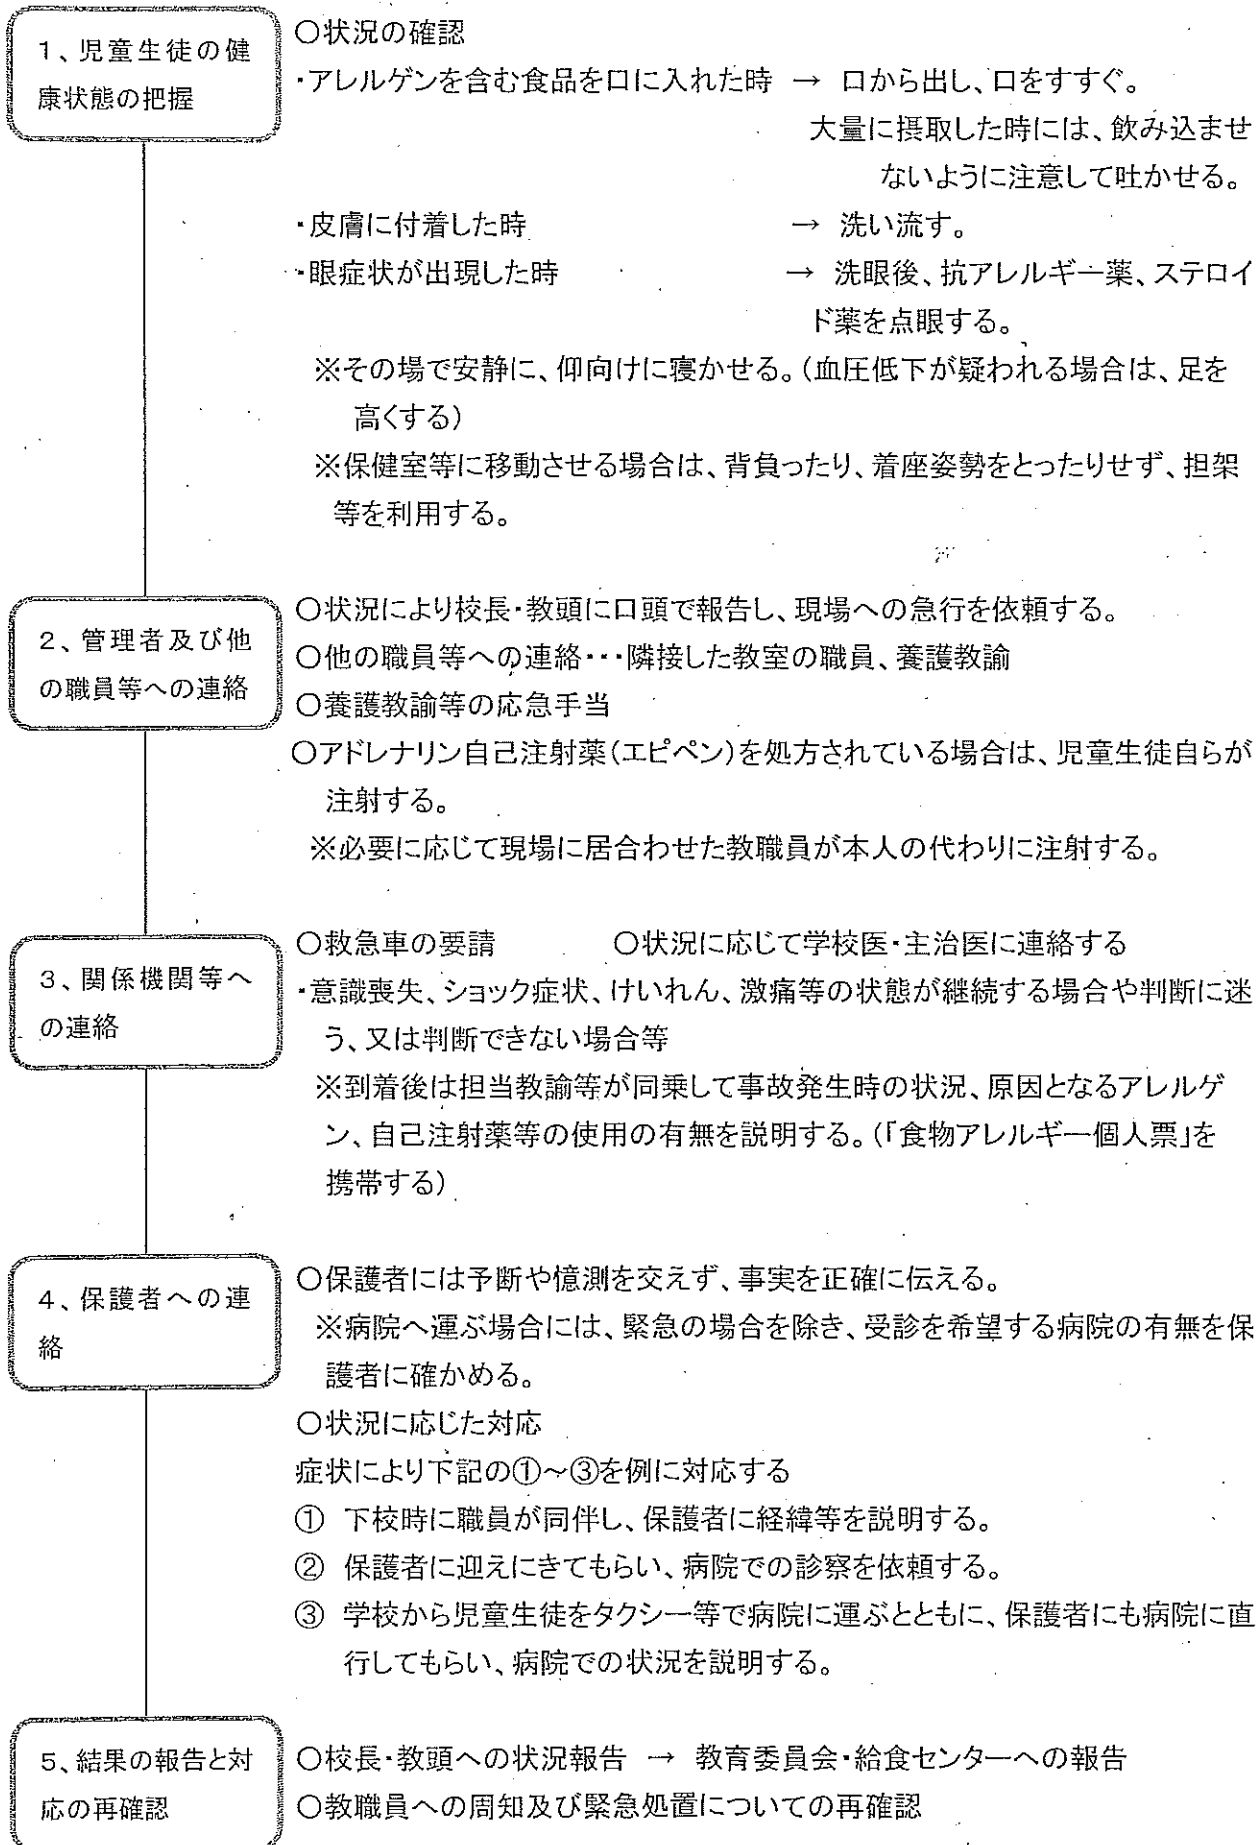 1、児童生徒の健
康状態の把握
〇状況の確認
・アレルゲンを含む食品を口に入れた時 → 口から出し、口をすすぐ。
大量に摂取した時には、飲み込ませ
ないように注意して吐かせる。
・皮膚に付着した時 → 洗い流す。
・眼症状が出現した時 → 洗眼後、抗アレルギー薬、ステロイ
ド薬を点眼する。
※その場で安静に、仰向けに寝かせる。(血圧低下が疑われる場合は、足を
高くする)
※保健室等に移動させる場合は、背負ったり、着座姿勢をとったりせず、担架
等を利用する。
2、管理者及び他
の職員等への連絡
〇状況により校長・教頭に口頭で報告し、現場への急行を依頼する。
〇他の職員等への連絡・・・隣接した教室の職員、養護教諭
〇養護教諭等の応急手当
〇アドレナリン自己注射薬(エピペン)を処方されている場合は、児童生徒自らが
注射する。
※必要に応じて現場に居合わせた教職員が本人の代わりに注射する。
3、関係機関等へ
の連絡
〇救急車の要請 〇状況に応じて学校医・主治医に連絡する
・意識喪失、ショック症状、けいれん、激痛等の状態が継続する場合や判断に迷
う、又は判断できない場合等
※到着後は担当教諭等が同乗して事故発生時の状況、原因となるアレルゲ
ン、自己注射薬等の使用の有無を説明する。(「食物アレルギー個人票」を
携帯する)
4、保護者への連
絡
〇保護者には予断や憶測を交えず、事実を正確に伝える。
※病院へ運ぶ場合には、緊急の場合を除き、受診を希望する病院の有無を保
護者に確かめる。
〇状況に応じた対応
症状により下記の①~③を例に対応する
① 下校時に職員が同伴し、保護者に経緯等を説明する。
② 保護者に迎えにきてもらい、病院での診察を依頼する。
③ 学校から児童生徒をタクシー等で病院に運ぶとともに、保護者にも病院に直
行してもらい、病院での状況を説明する。
5、結果の報告と対
応の再確認
〇校長・教頭への状況報告 → 教育委員会・給食センターへの報告
〇教職員への周知及び緊急処置についての再確認